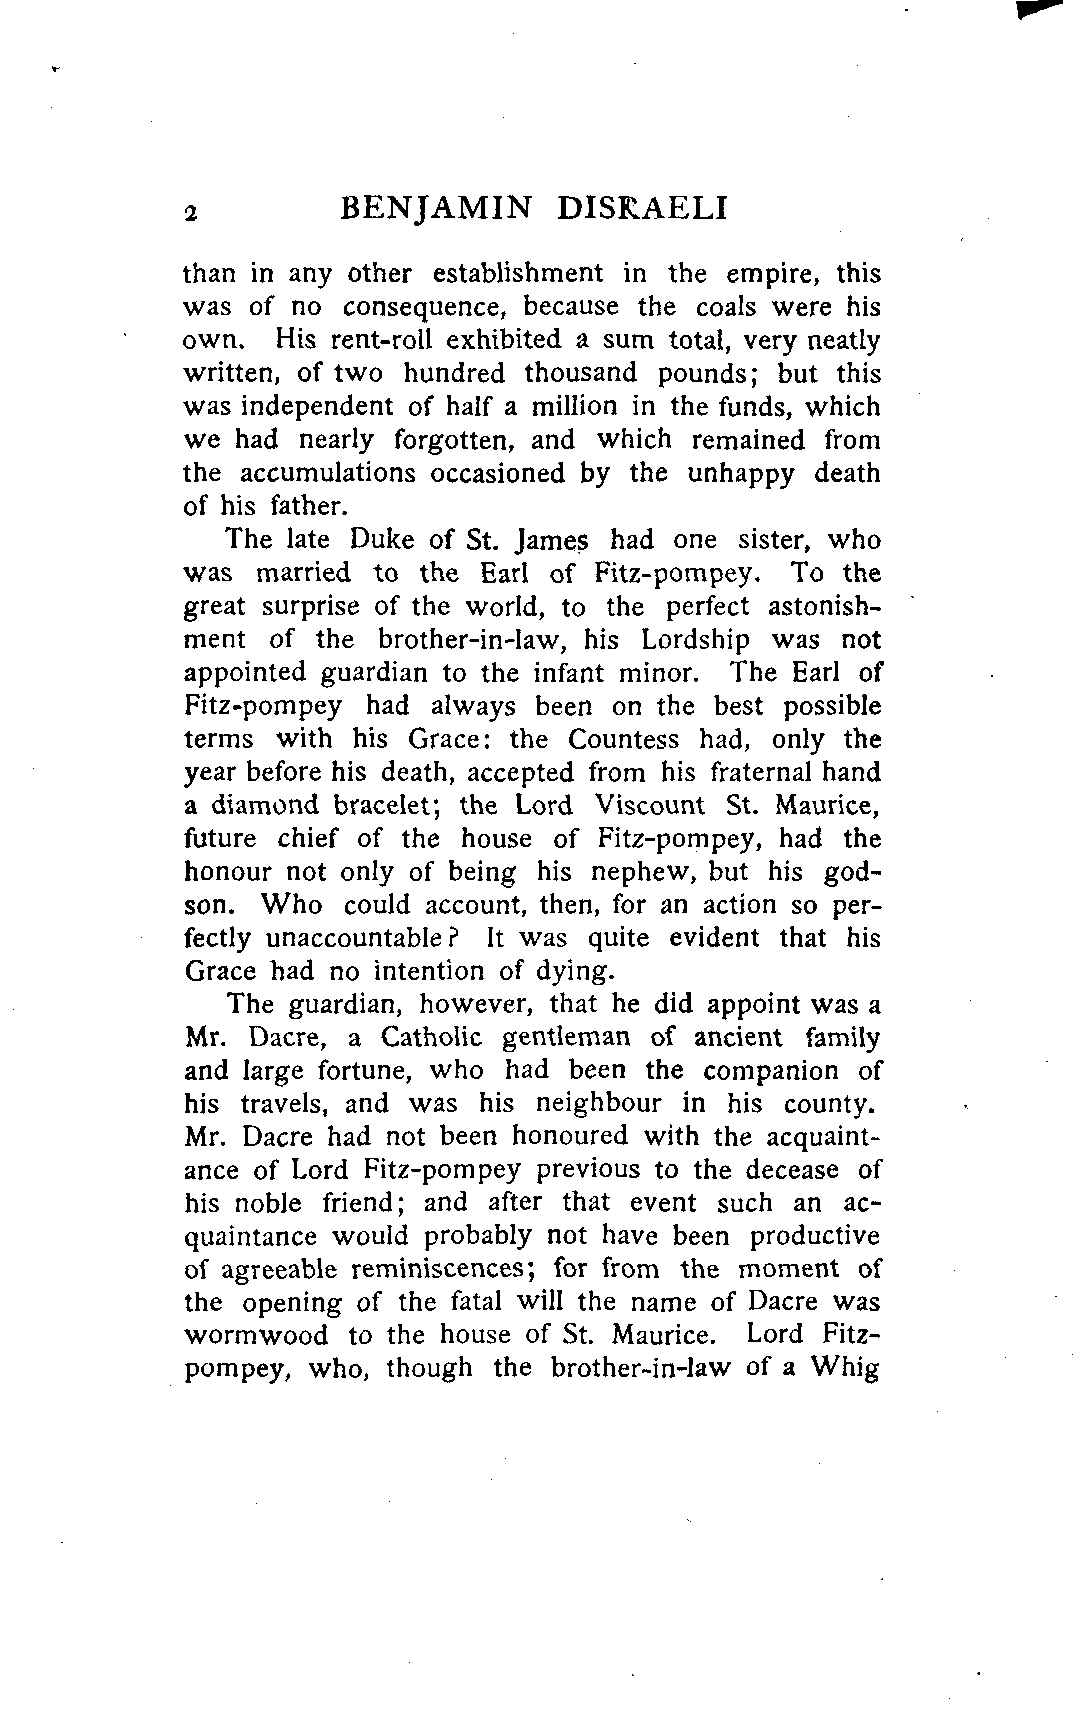 2 BENJAMIN DISRAELI
than in any other establishment in the empire, this
was of no consequence, because the coals were his
own. His rent-roll exhibited a sum total, very neatly
written, of two hundred thousand pounds; but this
was independent of half a million in the funds, which
we had nearly forgotten, and which remained from
the accumulations occasioned by the unhappy death
of his father.
The late Duke of St. James had one sister, who
was married to the Earl of Fitz-pompey. To the
great surprise of the world, to the perfect astonish-
ment of the brother-in-law, his Lordship was not
appointed guardian to the infant minor. The Earl of
Fitz-pompey had always been on the best possible
terms with his Grace: the Countess had, only the
year before his death, accepted from his fraternal hand
a diamond bracelet; the Lord Viscount St. Maurice,
future chief of the house of Fitz-pompey, had the
honour not only of being his nephew, but his god-
son. Who could account, then, for an action so per-
fectly unaccountable? It was quite evident that his
Grace had no intention of dying.
The guardian, however, that he did appoint was a
Mr. Dacre, a Catholic gentleman of ancient family
and large fortune, who had been the companion of
his travels, and was his neighbour in his county.
Mr. Dacre had not been honoured with the acquaint-
ance of Lord Fitz-pompey previous to the decease of
his noble friend; and after that event such an ac-
quaintance would probably not have been productive
of agreeable reminiscences; for from the moment of
the opening of the fatal will the name of Dacre was
wormwood to the house of St. Maurice. Lord Fitz-
pompey, who, though the brother-in-law of a Whig